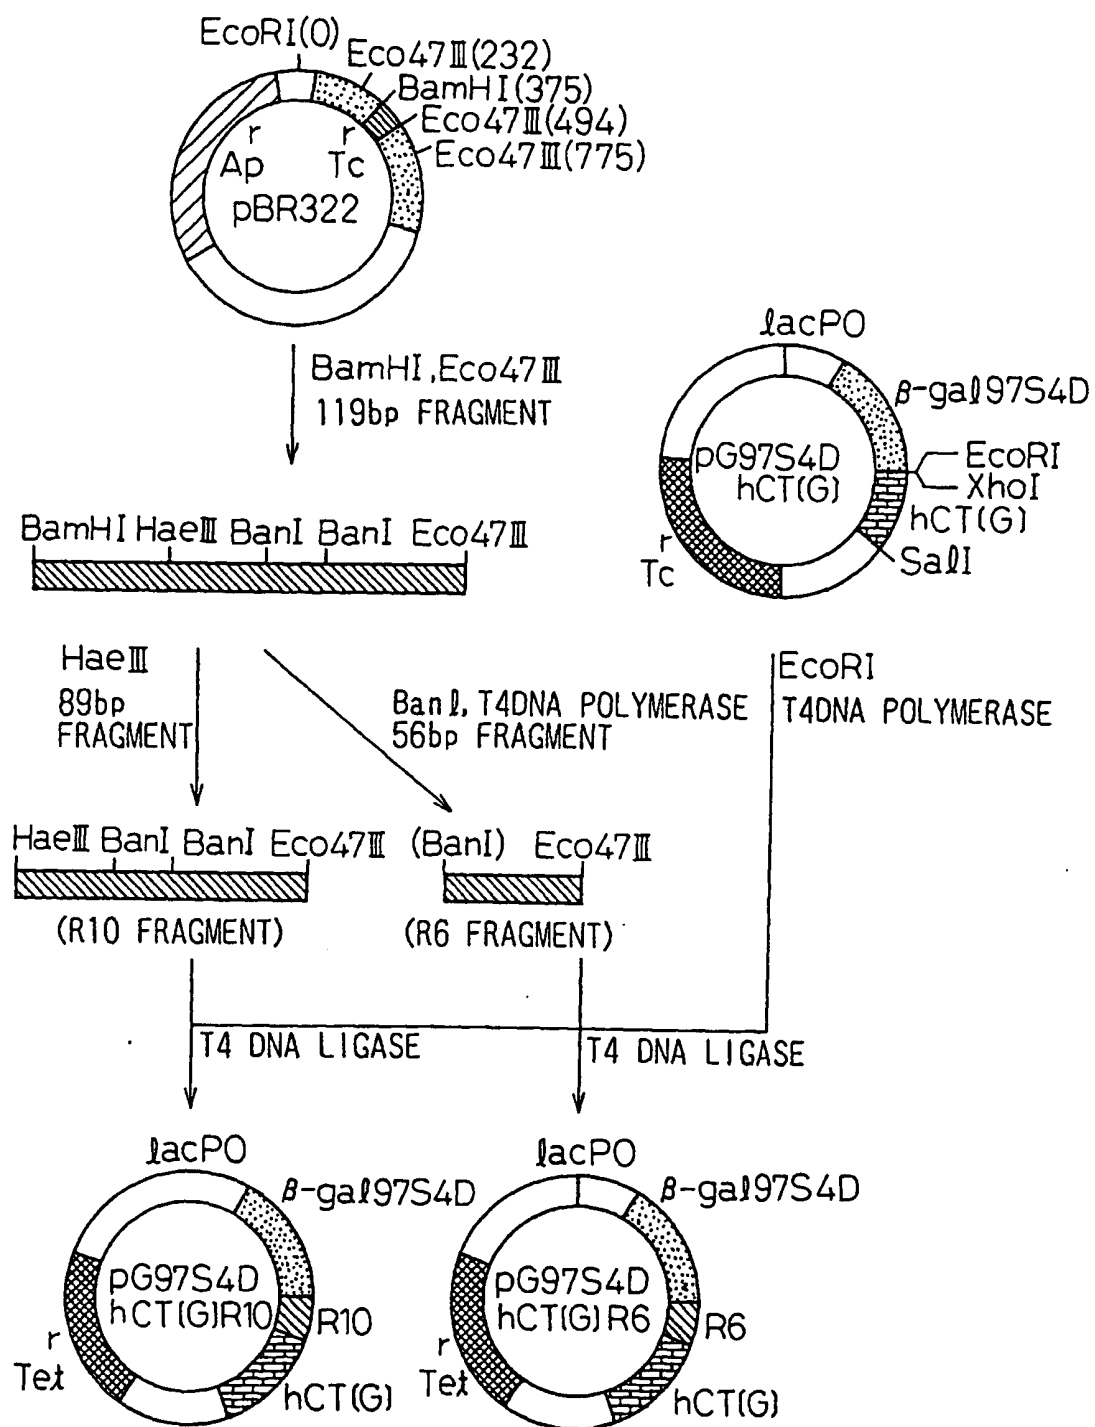 EcoRI(0)
Eco47Ⅲ(232)
BamHI(375)
Eco47Ⅲ(494)
Eco47Ⅲ(775)
r
Ap
r
Tc
pBR322
BamHI,Eco47Ⅲ
119bp FRAGMENT
lacPO
β-gal97S4D
EcoRI
XhoI
hCT(G)
SalI
pG97S4D
hCT(G)
r
Tc
BamHI HaeⅢ BanI BanI Eco47Ⅲ
HaeⅢ
89bp
FRAGMENT
BanI, T4DNA POLYMERASE
56bp FRAGMENT
EcoRI
T4DNA POLYMERASE
HaeⅢ BanI BanI Eco47Ⅲ
(BanI) Eco47Ⅲ
(R10 FRAGMENT)
(R6 FRAGMENT)
T4 DNA LIGASE
T4 DNA LIGASE
lacPO
β-gal97S4D
pG97S4D
hCT(G)R10
R10
r
Tet
hCT(G)
lacPO
β-gal97S4D
pG97S4D
hCT(G)R6
R6
r
Tet
hCT(G)